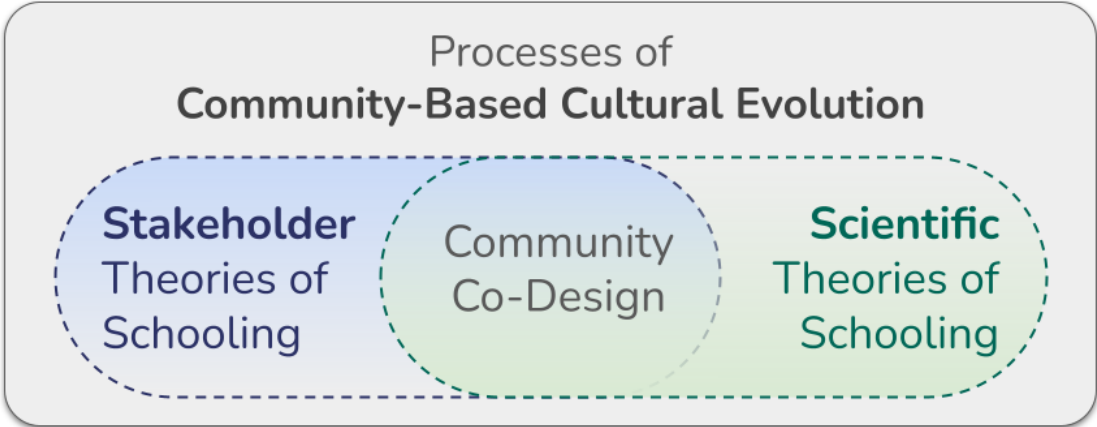 Processes of
Community-Based Cultural Evolution
Stakeholder
Theories of
Schooling
Community
Co-Design
Scientific
Theories of
Schooling